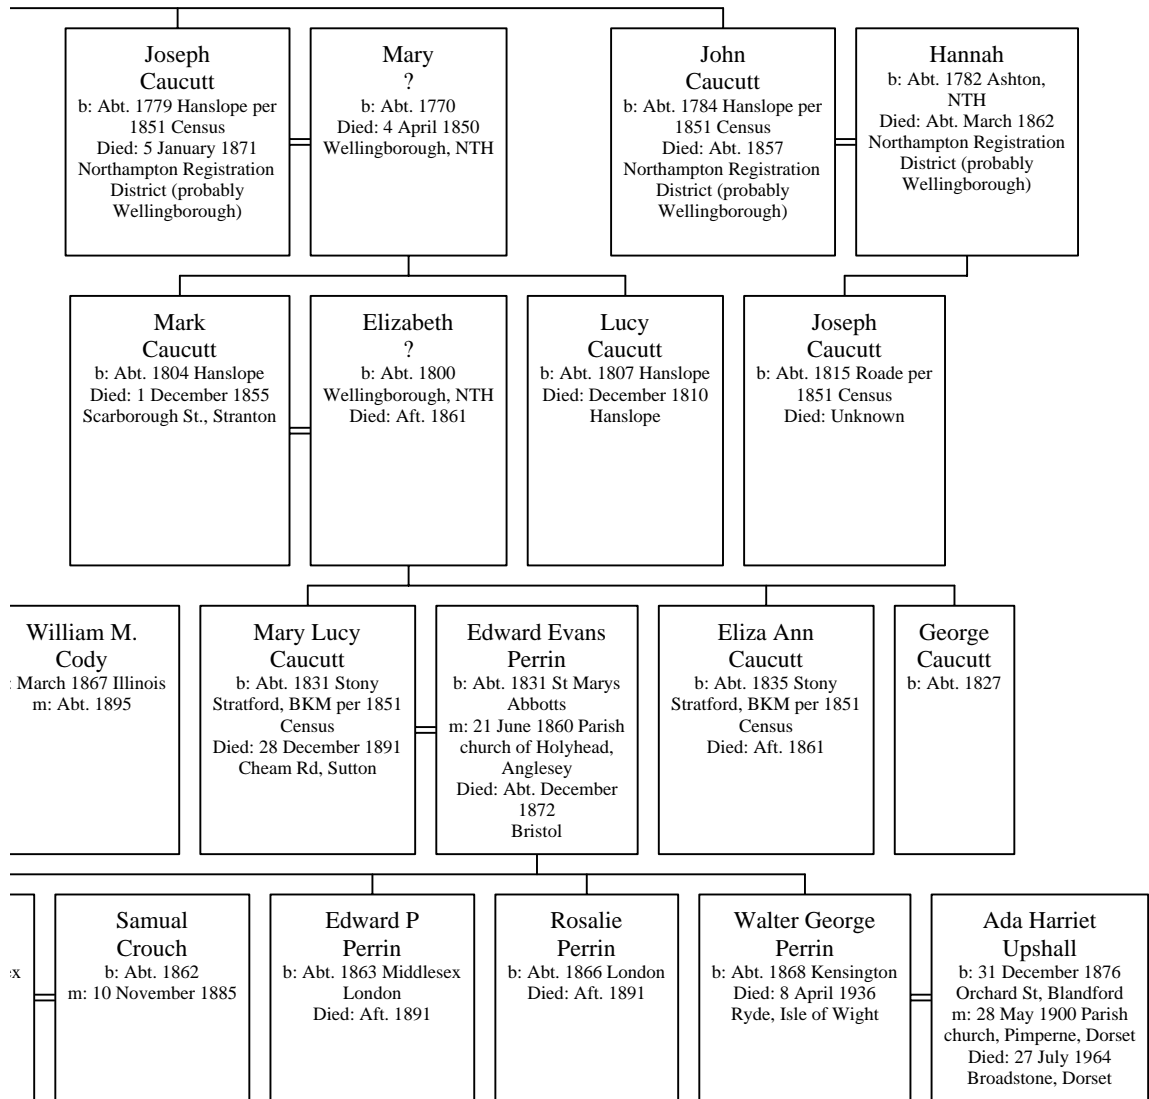 Joseph
Caucutt
b: Abt. 1779 Hanslope per
1851 Census
Died: 5 January 1871
Northampton Registration
District (probably
Wellingborough)
Mary
?
b: Abt. 1770
Died: 4 April 1850
Wellingborough, NTH
John
Caucutt
b: Abt. 1784 Hanslope per
1851 Census
Died: Abt. 1857
Northampton Registration
District (probably
Wellingborough)
Hannah
b: Abt. 1782 Ashton,
NTH
Died: Abt. March 1862
Northampton Registration
District (probably
Wellingborough)
Mark
Caucutt
b: Abt. 1804 Hanslope
Died: 1 December 1855
Scarborough St., Stranton
Elizabeth
?
b: Abt. 1800
Wellingborough, NTH
Died: Aft. 1861
Lucy
Caucutt
b: Abt. 1807 Hanslope
Died: December 1810
Hanslope
Joseph
Caucutt
b: Abt. 1815 Roade per
1851 Census
Died: Unknown
William M.
Cody
: March 1867 Illinois
m: Abt. 1895
Mary Lucy
Caucutt
b: Abt. 1831 Stony
Stratford, BKM per 1851
Census
Died: 28 December 1891
Cheam Rd, Sutton
Edward Evans
Perrin
b: Abt. 1831 St Marys
Abbotts
m: 21 June 1860 Parish
church of Holyhead,
Anglesey
Died: Abt. December
1872
Bristol
Eliza Ann
Caucutt
b: Abt. 1835 Stony
Stratford, BKM per 1851
Census
Died: Aft. 1861
George
Caucutt
b: Abt. 1827
ex
Samual
Crouch
b: Abt. 1862
m: 10 November 1885
Edward P
Perrin
b: Abt. 1863 Middlesex
London
Died: Aft. 1891
Rosalie
Perrin
b: Abt. 1866 London
Died: Aft. 1891
Walter George
Perrin
b: Abt. 1868 Kensington
Died: 8 April 1936
Ryde, Isle of Wight
Ada Harriet
Upshall
b: 31 December 1876
Orchard St, Blandford
m: 28 May 1900 Parish
church, Pimperne, Dorset
Died: 27 July 1964
Broadstone, Dorset